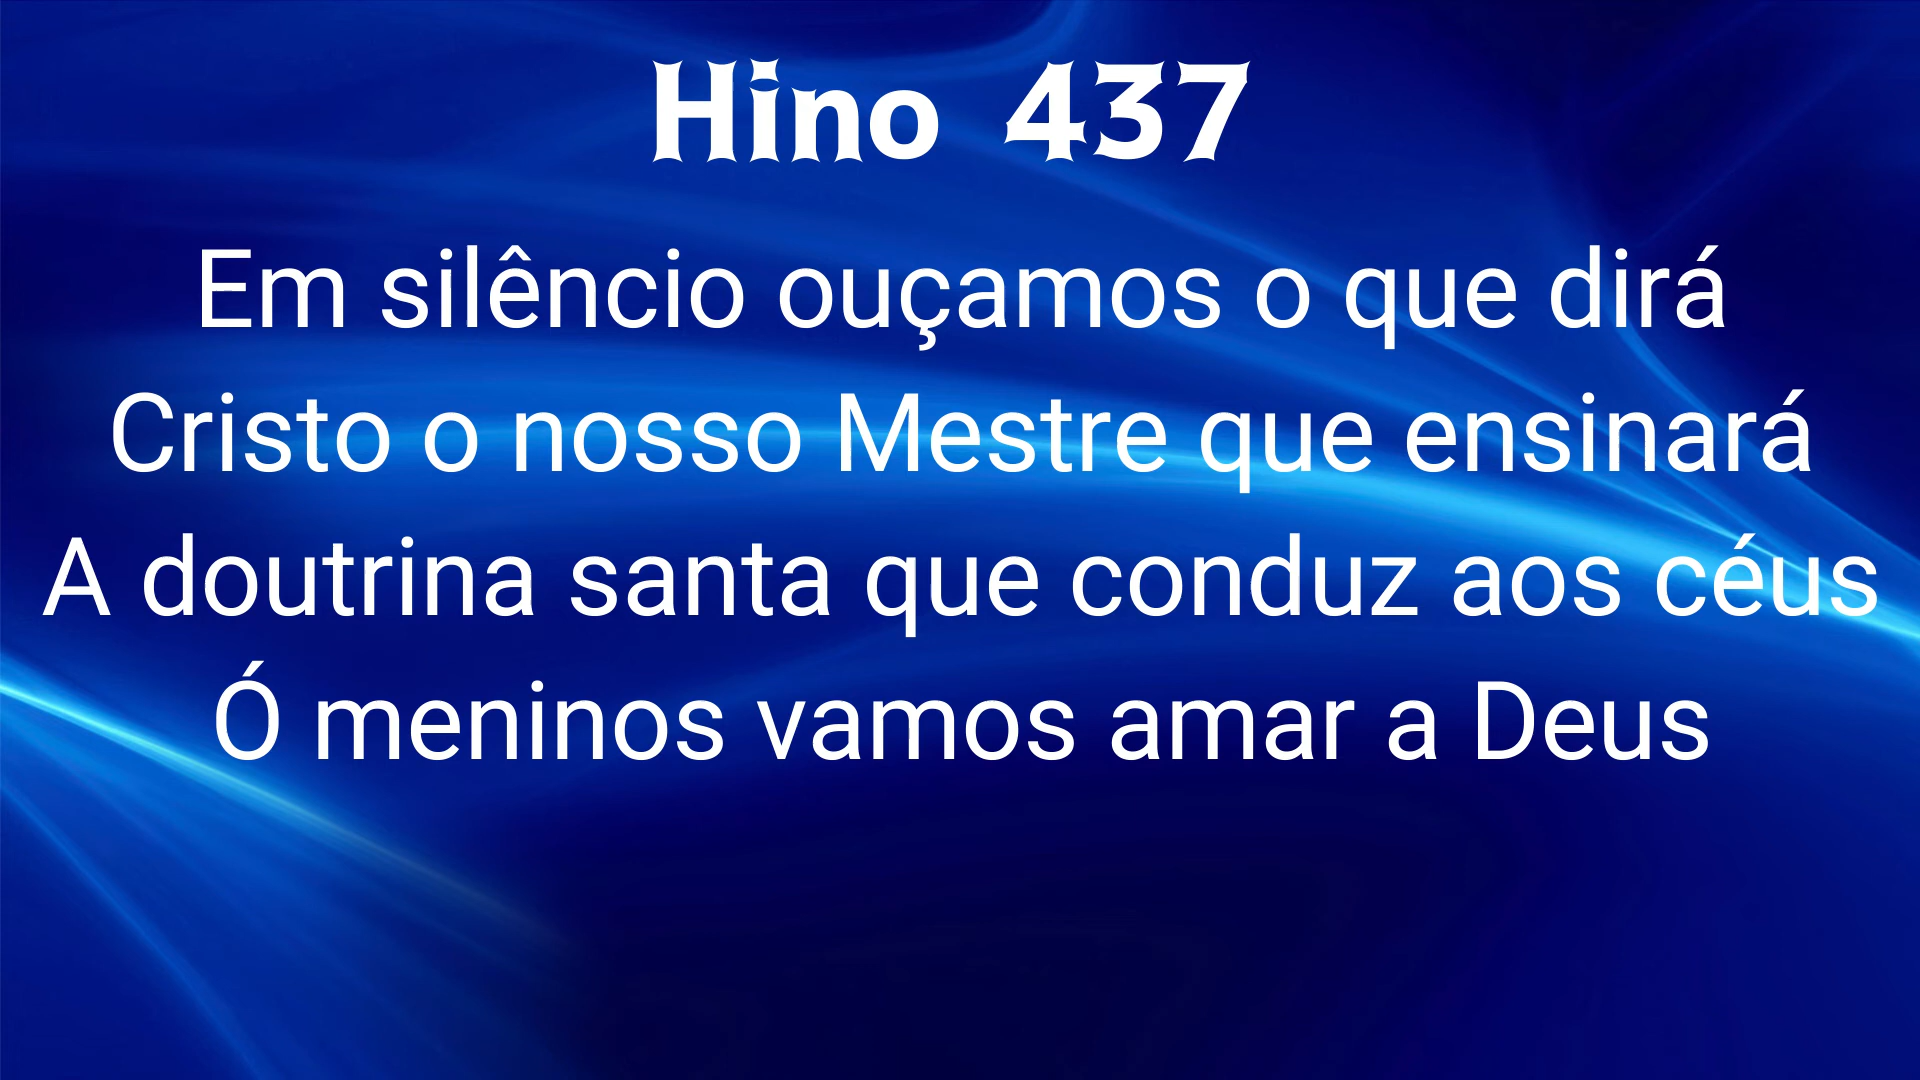 Hino 437
Em silêncio ouçamos o que dirá
Cristo o nosso Mestre que ensinará
A doutrina santa que conduz aos céus
Ó meninos vamos amar a Deus